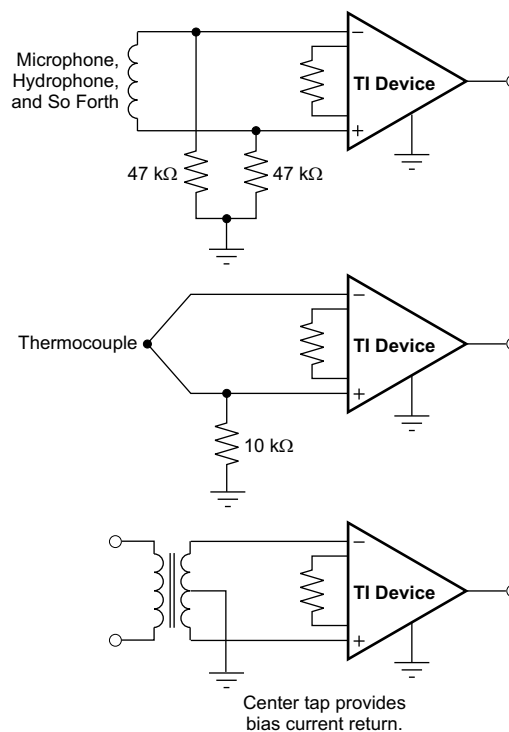 Microphone,
Hydrophone,
and So Forth
−
TI Device
+
47 kΩ
47 kΩ
Thermocouple
−
TI Device
+
10 kΩ
−
TI Device
+
Center tap provides
bias current return.